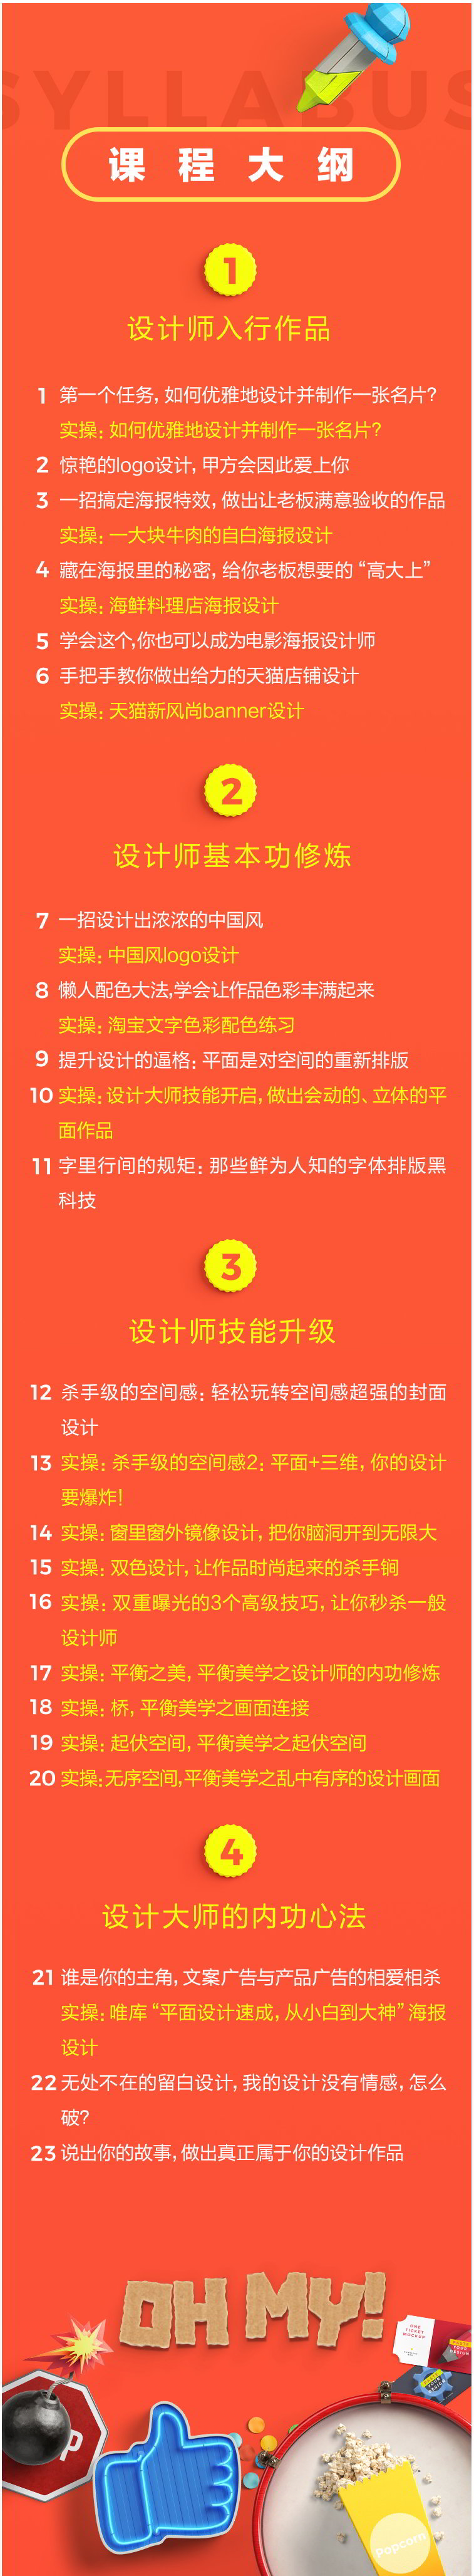 SYLLABUS
课程大纲
1
设计师入行作品
1 第一个任务, 如何优雅地设计并制作一张名片?
实操: 如何优雅地设计并制作一张名片?
2 惊艳的logo设计, 甲方会因此爱上你
3 一招搞定海报特效, 做出让老板满意验收的作品
实操: 一大块牛肉的自白海报设计
4 藏在海报里的秘密, 给你老板想要的 “高大上”
实操: 海鲜料理店海报设计
5 学会这个,你也可以成为电影海报设计师
6 手把手教你做出给力的天猫店铺设计
实操: 天猫新风尚banner设计
2
设计师基本功修炼
7 一招设计出浓浓的中国风
实操: 中国风logo设计
8 懒人配色大法,学会让作品色彩丰满起来
实操: 淘宝文字色彩配色练习
9 提升设计的逼格: 平面是对空间的重新排版
10 实操: 设计大师技能开启, 做出会动的、立体的平
面作品
11 字里行间的规矩: 那些鲜为人知的字体排版黑
科技
3
设计师技能升级
12 杀手级的空间感: 轻松玩转空间感超强的封面
设计
13 实操: 杀手级的空间感2: 平面+三维, 你的设计
要爆炸!
14 实操: 窗里窗外镜像设计, 把你脑洞开到无限大
15 实操: 双色设计, 让作品时尚起来的杀手锏
16 实操: 双重曝光的3个高级技巧, 让你秒杀一般
设计师
17 实操: 平衡之美, 平衡美学之设计师的内功修炼
18 实操: 桥, 平衡美学之画面连接
19 实操: 起伏空间, 平衡美学之起伏空间
20 实操:无序空间,平衡美学之乱中有序的设计画面
4
设计大师的内功心法
21 谁是你的主角, 文案广告与产品广告的相爱相杀
实操: 唯库 “平面设计速成, 从小白到大神” 海报
设计
22 无处不在的留白设计, 我的设计没有情感, 怎么
破?
23 说出你的故事, 做出真正属于你的设计作品
OH MY!
ONE
TICKET
MOCKUP
P
Popcorn